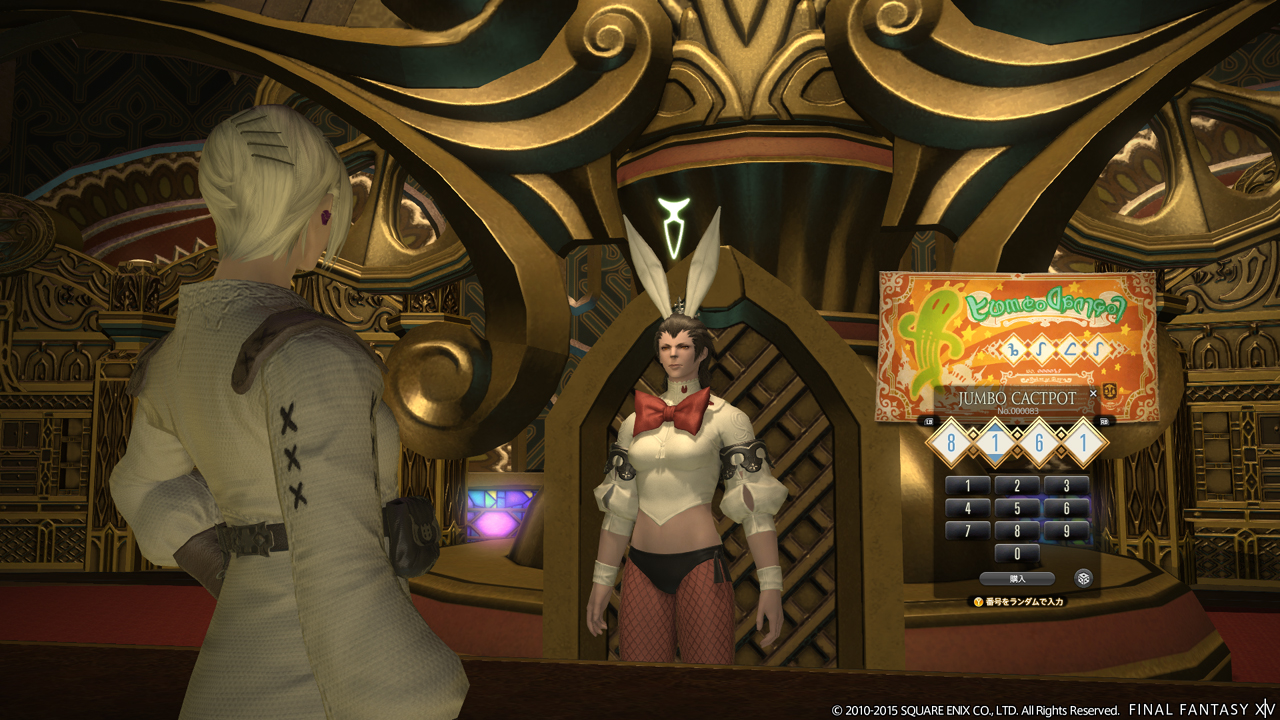 JUMBO CACTPOT
No.000083
LB
RB
8 1 6 1
1 2 3
4 5 6
7 8 9
0
購入
番号をランダムで入力
© 2010-2015 SQUARE ENIX CO., LTD. All Rights Reserved. FINAL FANTASY XIV